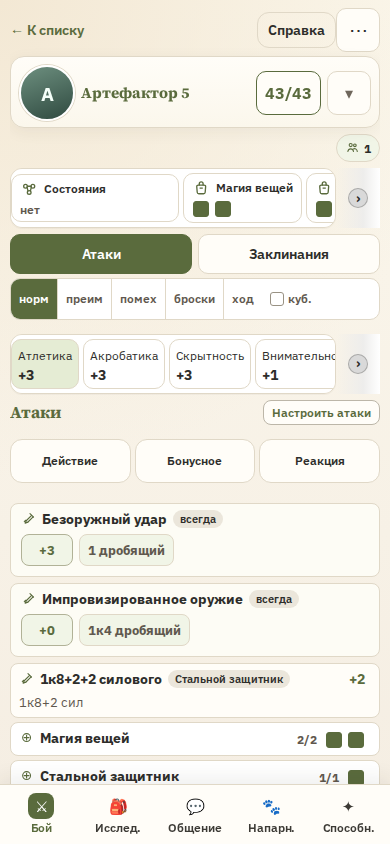 ← К списку
Справка
...
А
Артефактор 5
43/43
▼
1
Состояния
нет
Магия вещей
›
Атаки
Заклинания
норм
преим
помех
броски
ход
куб.
Атлетика
+3
Акробатика
+3
Скрытность
+3
Внимательно
+1
›
Атаки
Настроить атаки
Действие
Бонусное
Реакция
Безоружный удар всегда
+3
1 дробящий
Импровизированное оружие всегда
+0
1к4 дробящий
1к8+2+2 силового Стальной защитник +2
1к8+2 сил
Магия вещей 2/2
Стальной защитник 1/1
Бой
Исслед.
Общение
Напарн.
Способн.